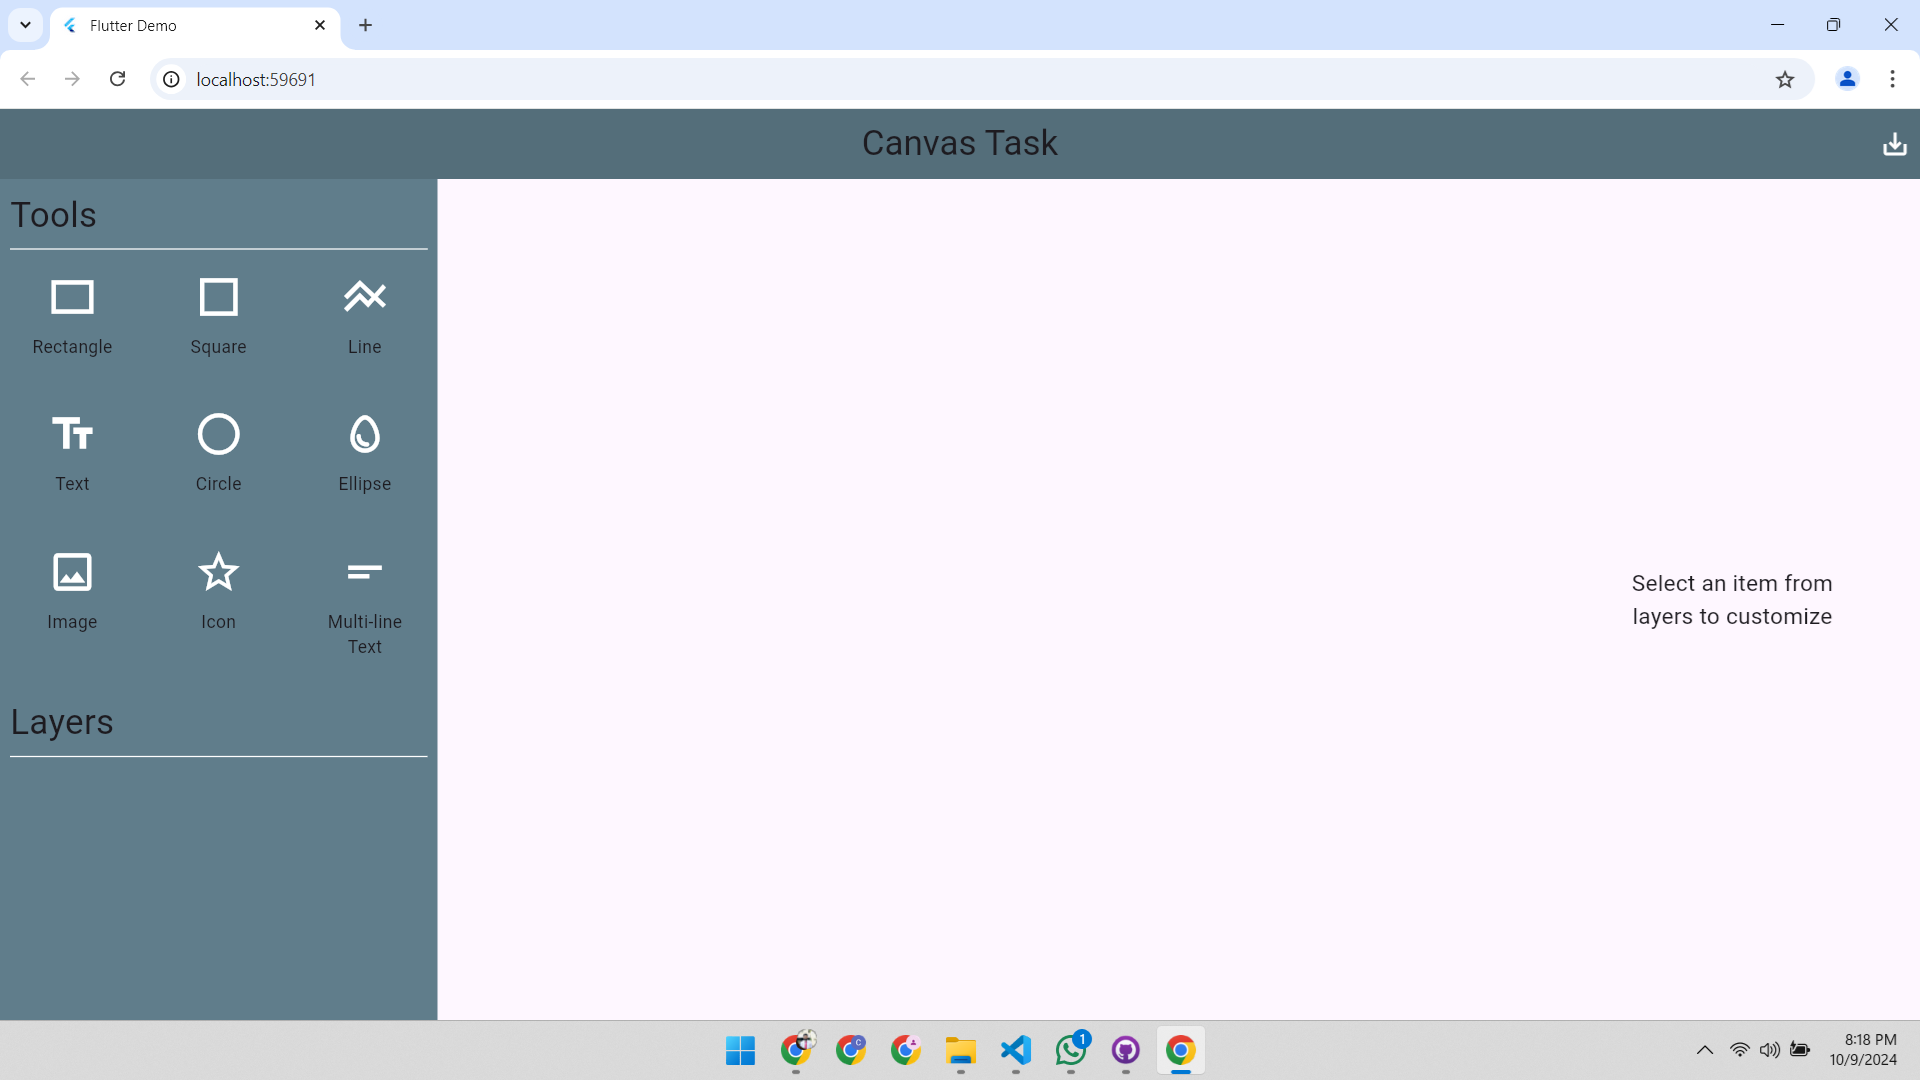 Flutter Demo
localhost:59691
Canvas Task
Tools
Rectangle
Square
Line
Text
Circle
Ellipse
Image
Icon
Multi-line
Text
Layers
Select an item from
layers to customize
C
1
8:18 PM
10/9/2024